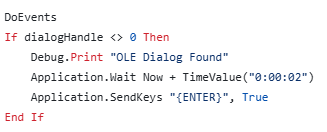 DoEvents
If dialogHandle <> 0 Then
    Debug.Print "OLE Dialog Found"
    Application.Wait Now + TimeValue("0:00:02")
    Application.SendKeys "{ENTER}", True
End If